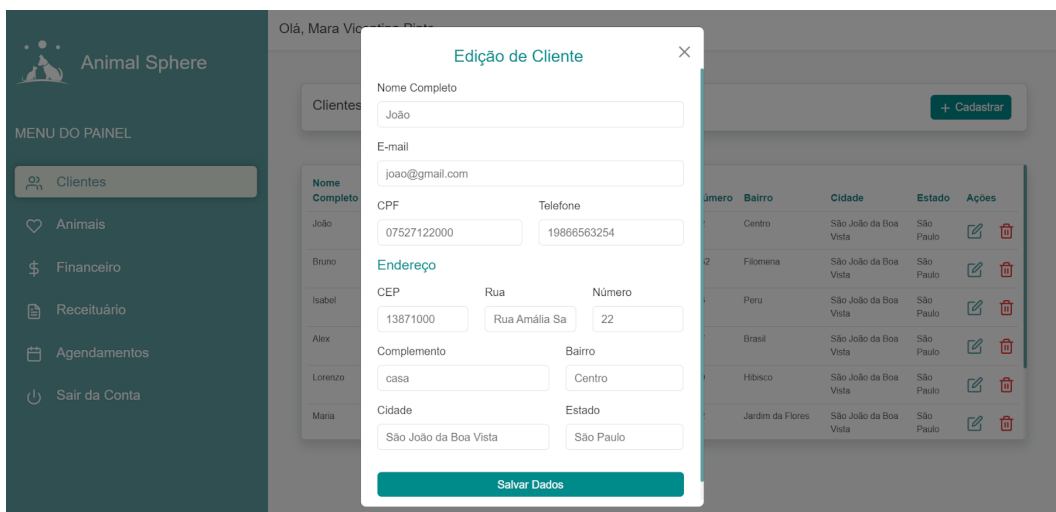 Olá, Mara
Animal Sphere
MENU DO PAINEL
Clientes
Animais
Financeiro
Receituário
Agendamentos
Sair da Conta
Clientes
+ Cadastrar
Edição de Cliente
Nome Completo
João
E-mail
joao@gmail.com
CPF Telefone
07527122000 19866563254
Endereço
CEP Rua Número
13871000 Rua Amália Sa 22
Complemento Bairro
casa Centro
Cidade Estado
São João da Boa Vista São Paulo
Salvar Dados
Nome
Completo Bairro Cidade Estado Ações
João Centro São João da Boa Vista São Paulo
Bruno Filomena São João da Boa Vista São Paulo
Isabel Peru São João da Boa Vista São Paulo
Alex Brasil São João da Boa Vista São Paulo
Lorenzo Hibisco São João da Boa Vista São Paulo
Maria Jardim da Flores São João da Boa Vista São Paulo